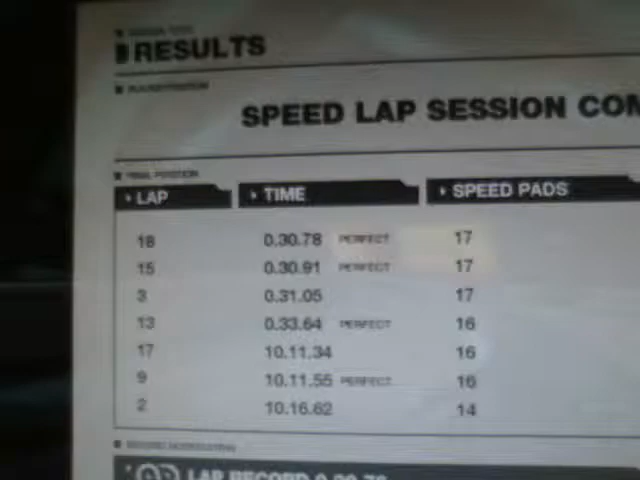 RESULTS
SPEED LAP SESSION COM
FINAL POSITION
LAP TIME SPEED PADS
18 0.30.78 PERFECT 17
15 0.30.91 PERFECT 17
3 0.31.05 17
13 0.33.64 PERFECT 16
17 10.11.34 16
9 10.11.55 PERFECT 16
2 10.16.62 14
LAP RECORD